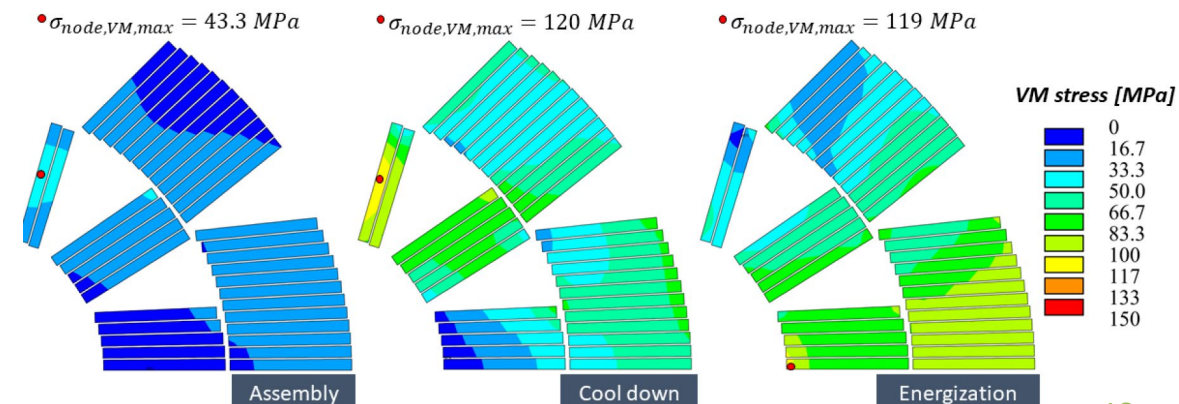 σnode,VM,max = 43.3 MPa
σnode,VM,max = 120 MPa
σnode,VM,max = 119 MPa
VM stress [MPa]
0
16.7
33.3
50.0
66.7
83.3
100
117
133
150
Assembly
Cool down
Energization